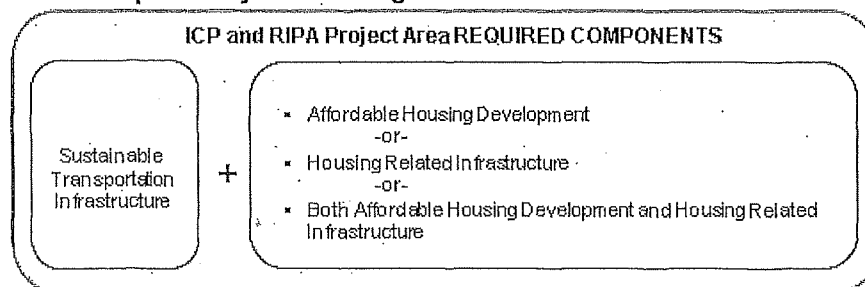 ICP and RIPA Project Area REQUIRED COMPONENTS
Sustainable
Transportation
Infrastructure
+
▪ Affordable Housing Development
-or-
▪ Housing Related Infrastructure
-or-
▪ Both Affordable Housing Development and Housing Related
Infrastructure